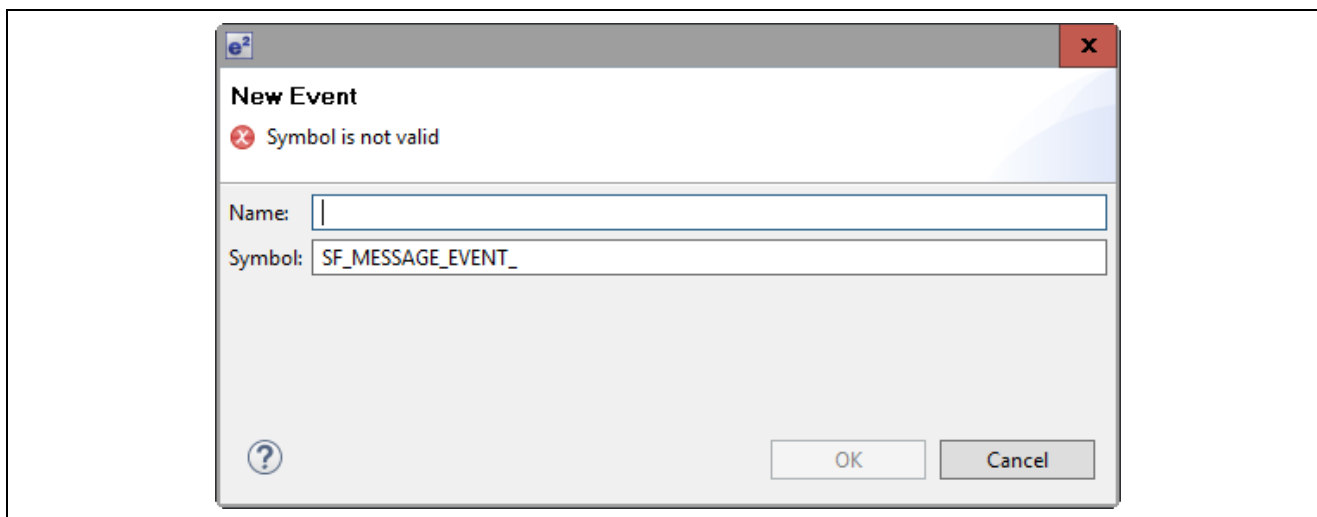 e²
x
New Event
Symbol is not valid
Name:
Symbol: SF_MESSAGE_EVENT_
?
OK Cancel